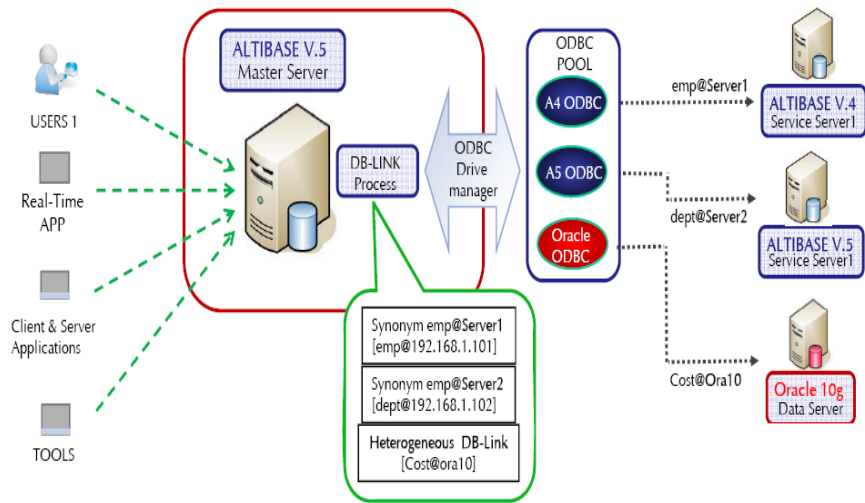 USERS 1
Real-Time
APP
Client & Server
Applications
TOOLS
ALTIBASE V.5
Master Server
DB-LINK
Process
ODBC
Drive
manager
Synonym emp@Server1
[emp@192.168.1.101]
Synonym emp@Server2
[dept@192.168.1.102]
Heterogeneous DB-Link
[Cost@ora10]
ODBC
POOL
A4 ODBC
A5 ODBC
Oracle
ODBC
emp@Server1
dept@Server2
Cost@Ora10
ALTIBASE V.4
Service Server1
ALTIBASE V.5
Service Server1
Oracle 10g
Data Server